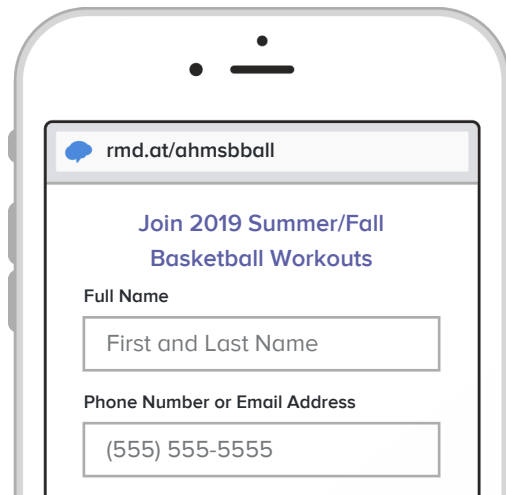 rmd.at/ahmsbball
Join 2019 Summer/Fall
Basketball Workouts
Full Name
First and Last Name
Phone Number or Email Address
(555) 555-5555